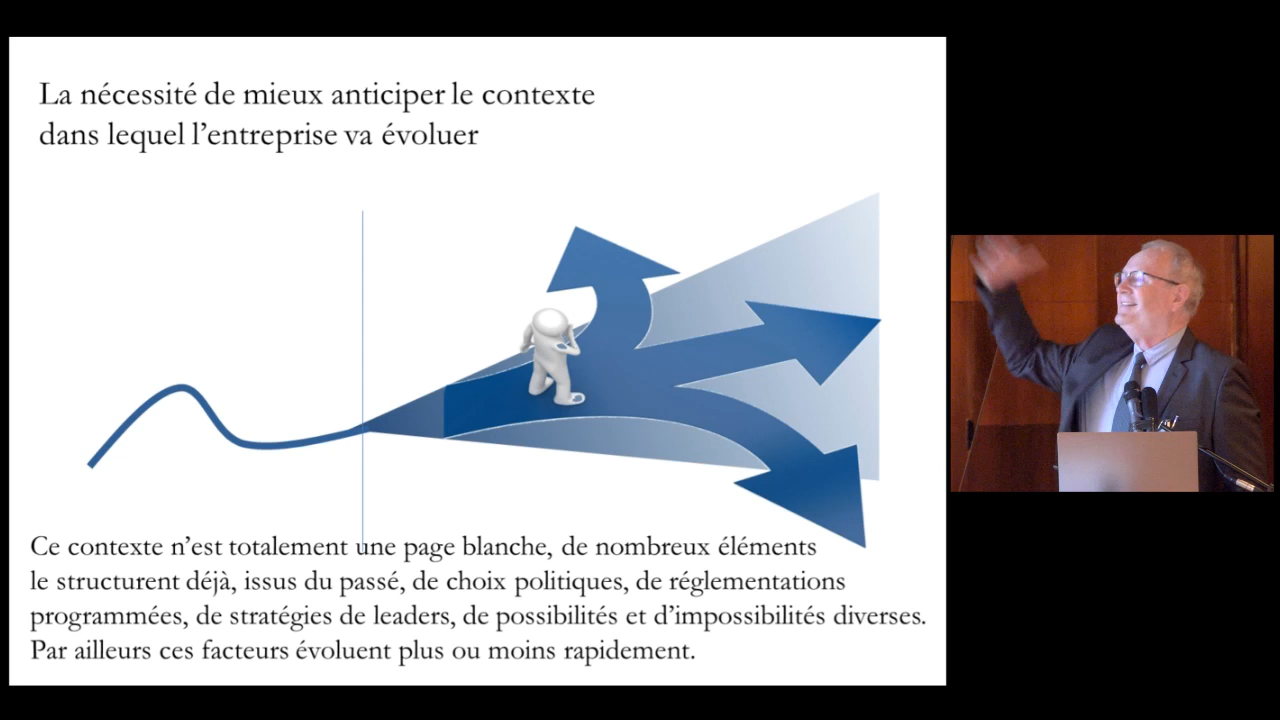 La nécessité de mieux anticiper le contexte
dans lequel l’entreprise va évoluer
Ce contexte n’est totalement une page blanche, de nombreux éléments
le structurent déjà, issus du passé, de choix politiques, de réglementations
programmées, de stratégies de leaders, de possibilités et d’impossibilités diverses.
Par ailleurs ces facteurs évoluent plus ou moins rapidement.